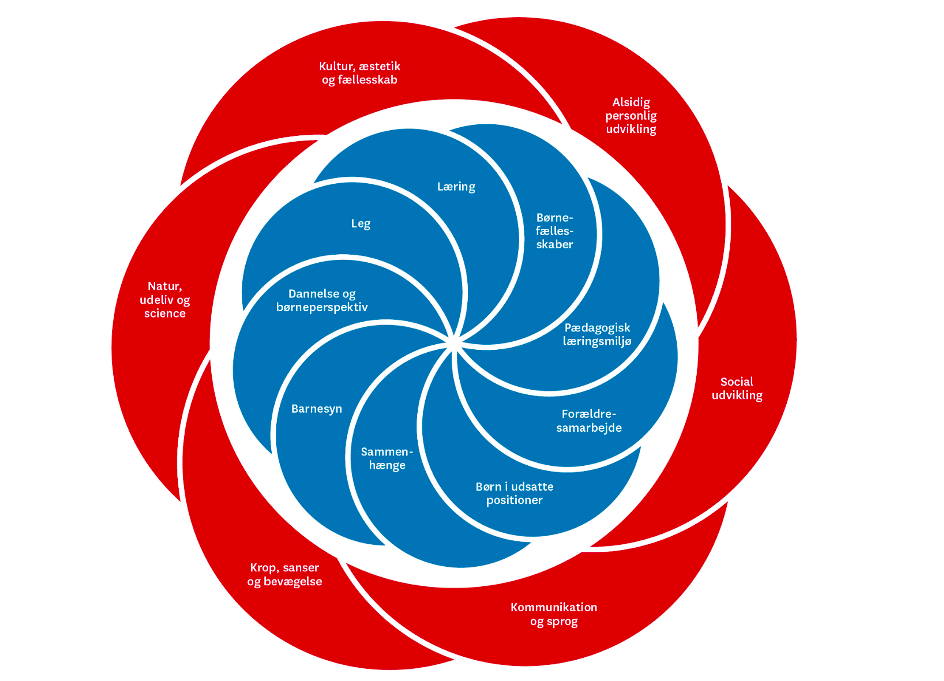 Kultur, æstetik
og fællesskab
Alsidig
personlig
udvikling
Læring
Børne-
fælles-
skaber
Leg
Natur,
udeliv og
science
Dannelse og
børneperspektiv
Pædagogisk
læringsmiljø
Social
udvikling
Barnesyn
Forældre-
samarbejde
Sammen-
hænge
Børn i udsatte
positioner
Krop, sanser
og bevægelse
Kommunikation
og sprog